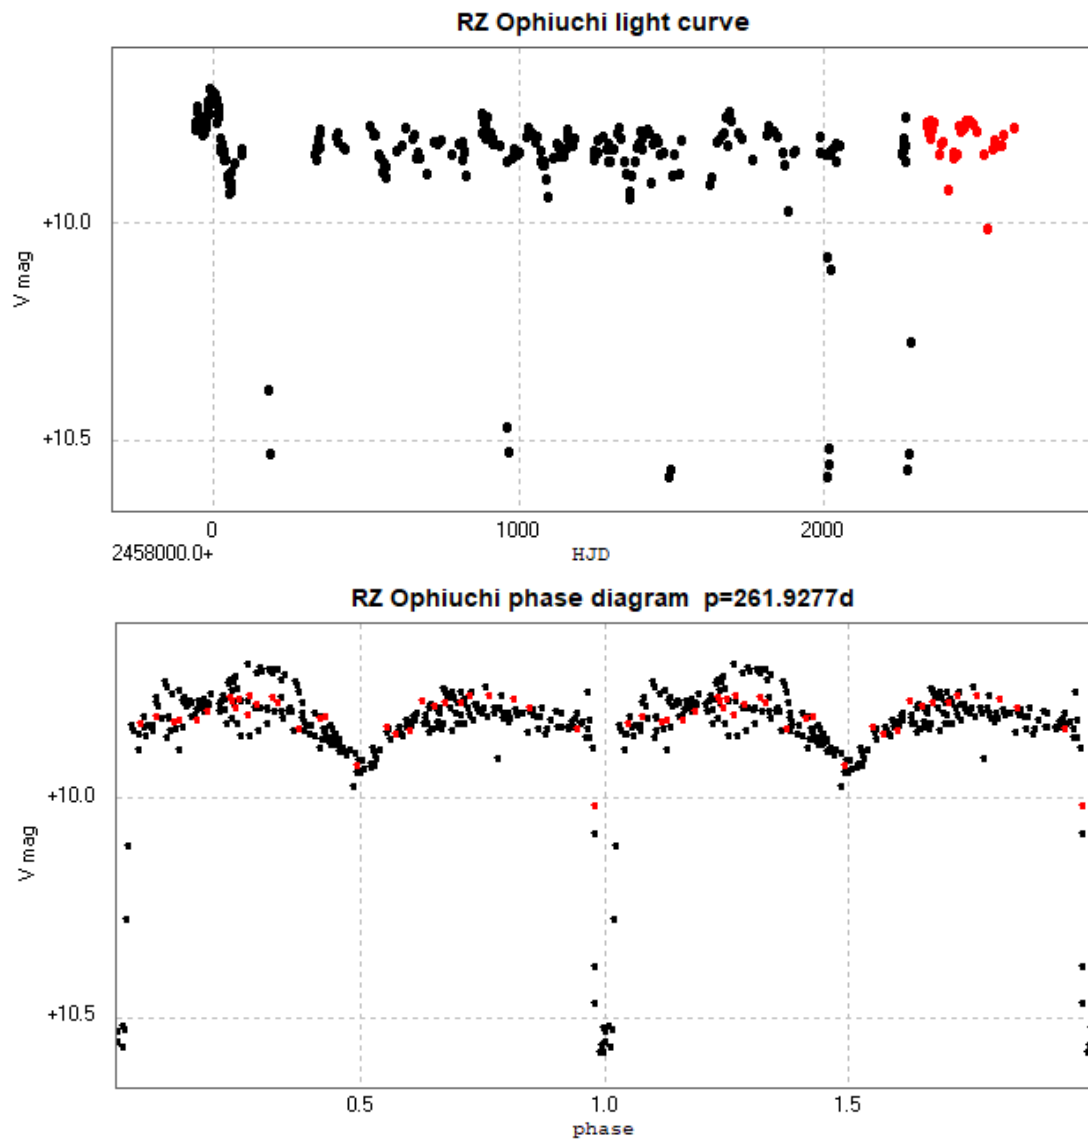 RZ Ophiuchi light curve
+10.0
V mag
+10.5
0 1000 2000
2458000.0+ HJD
RZ Ophiuchi phase diagram p=261.9277d
+10.0
V mag
+10.5
0.5 1.0 1.5
phase